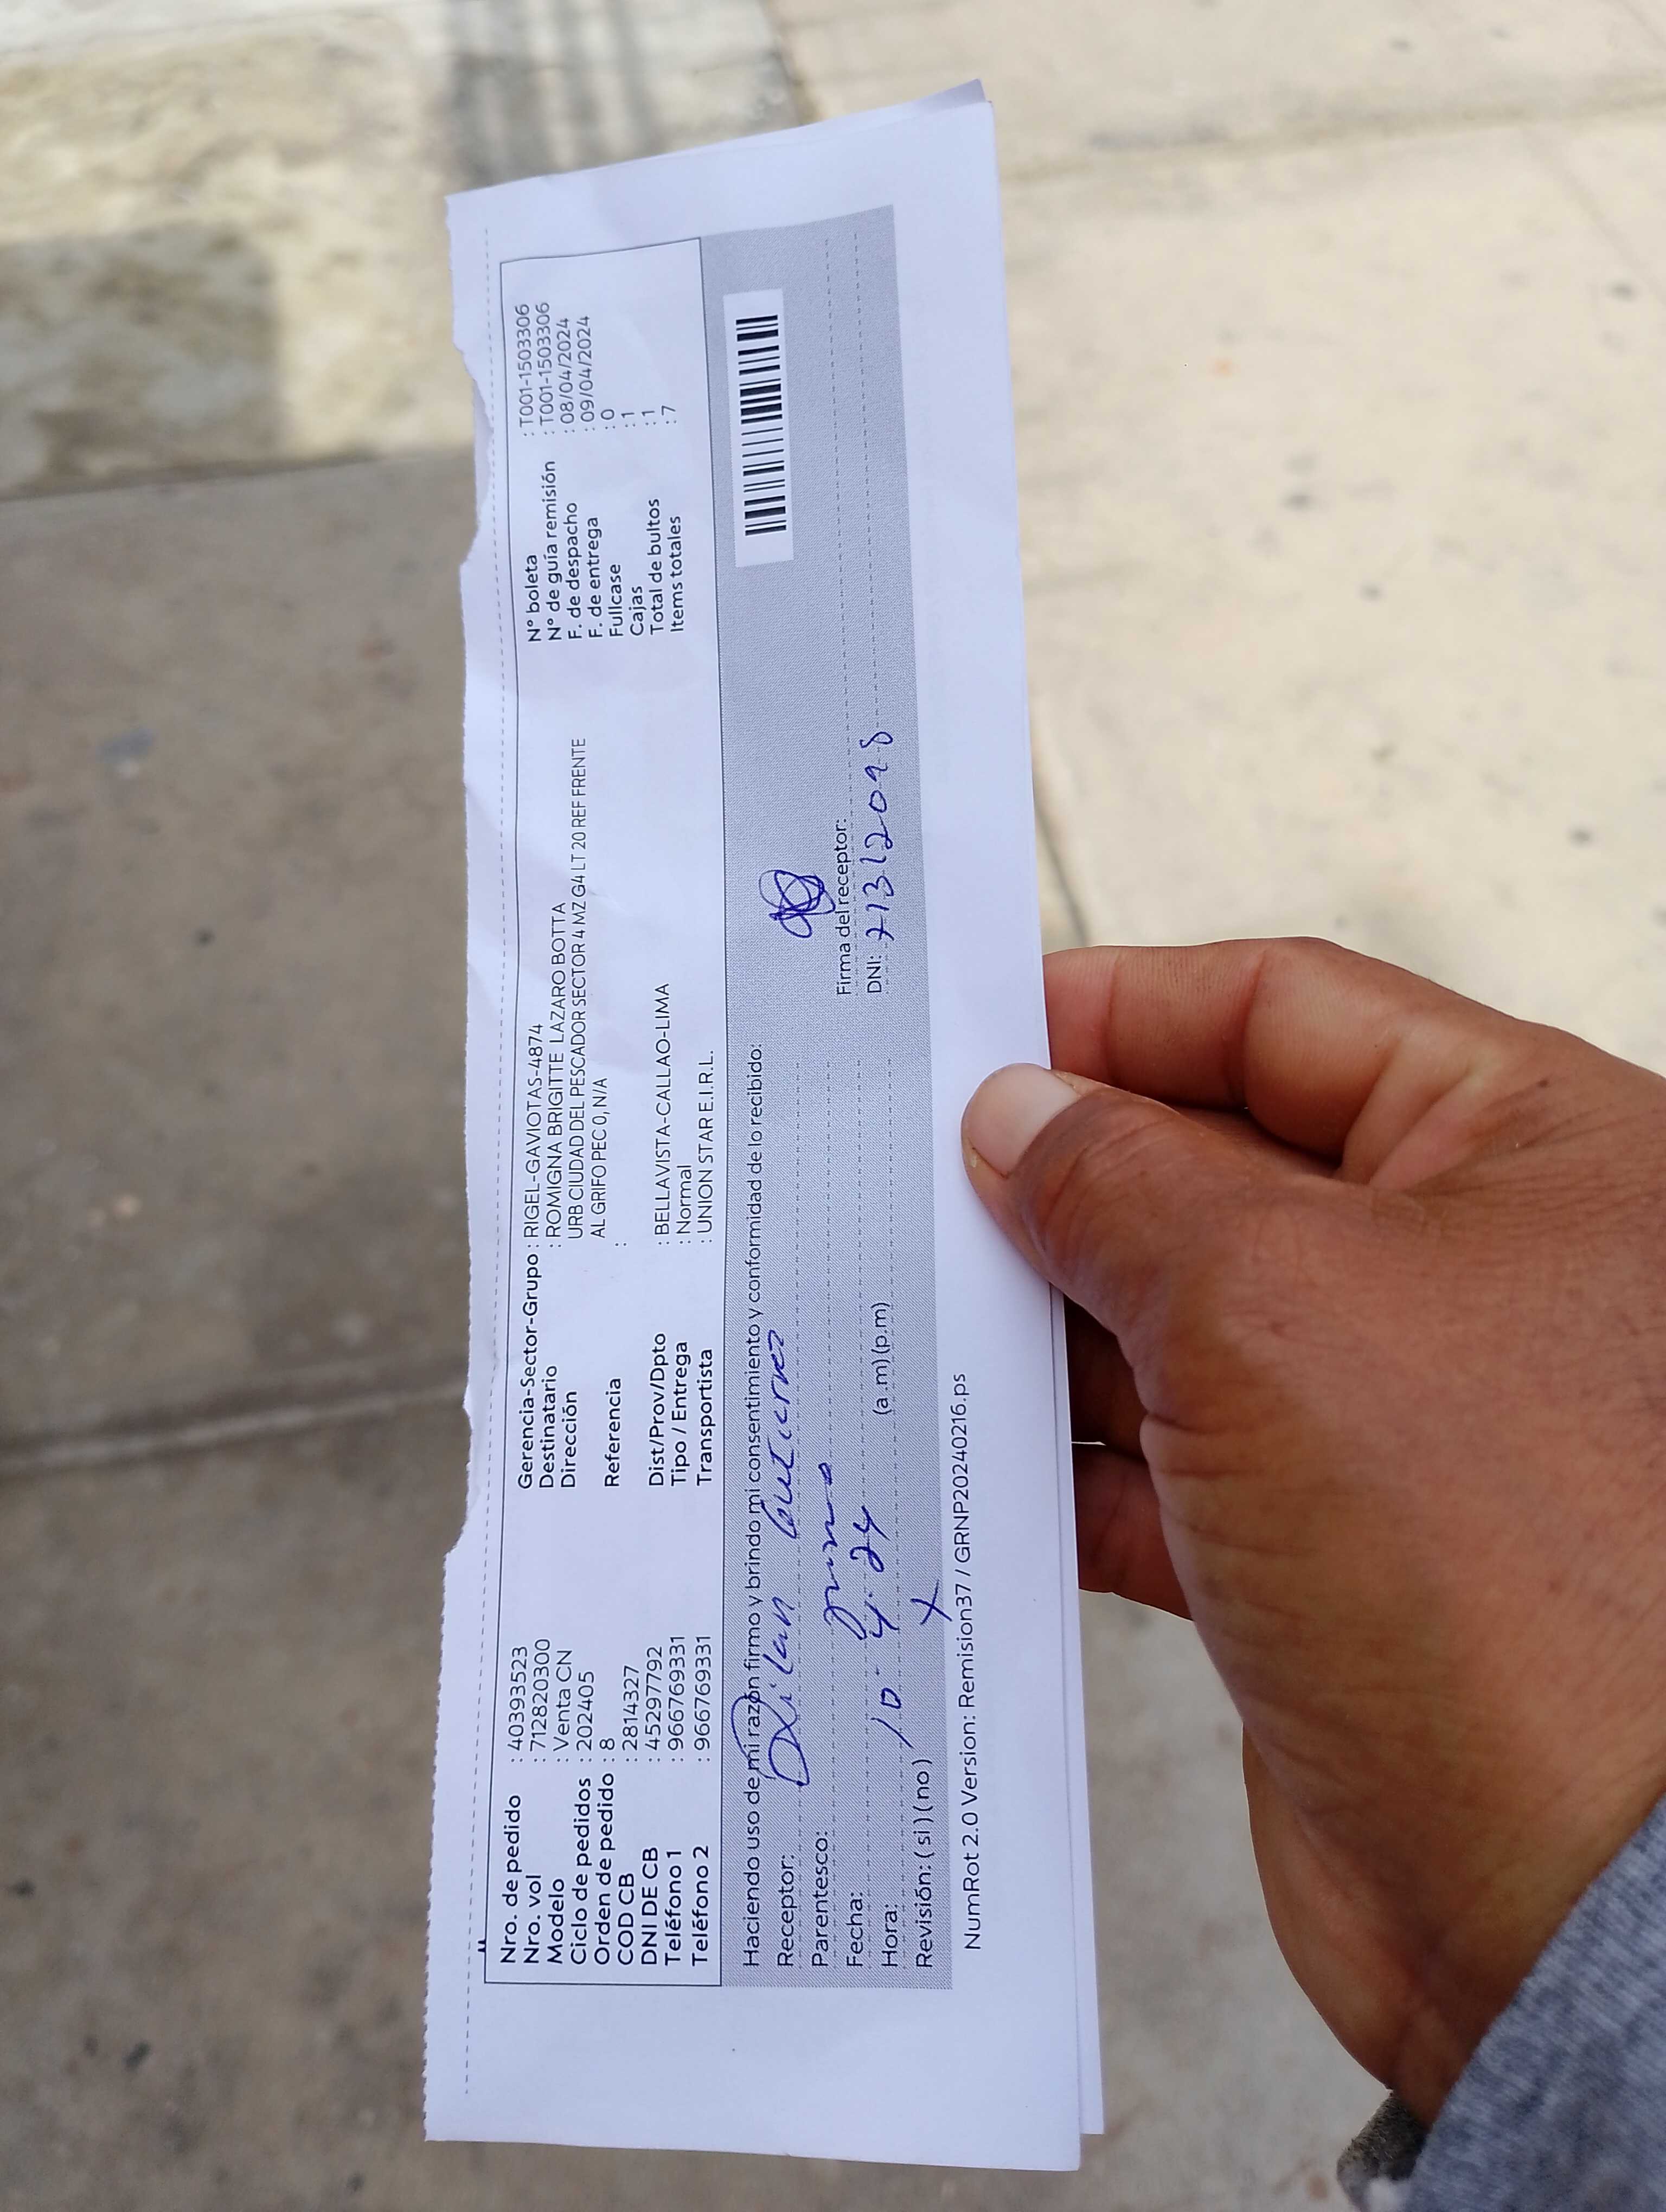 Nro. de pedido : 40393523
Nro. vol : 712820300
Modelo : Venta CN
Ciclo de pedidos : 202405
Orden de pedido : 8
COD CB : 2814327
DNI DE CB : 45297792
Teléfono 1 : 966769331
Teléfono 2 : 966769331
Gerencia-Sector-Grupo : RIGEL-GAVIOTAS-4874
Destinatario : ROMIGNA BRIGITTE LAZARO BOTTA
Dirección URB CIUDAD DEL PESCADOR SECTOR 4 MZ G4 LT 20 REF FRENTE
AL GRIFO PEC 0, N/A
Referencia :
Dist/Prov/Dpto : BELLAVISTA-CALLAO-LIMA
Tipo / Entrega : Normal
Transportista : UNION STAR E.I.R.L.
N° boleta : T001-1503306
N° de guía remisión : T001-1503306
F. de despacho : 08/04/2024
F. de entrega : 09/04/2024
Fullcase : 0
Cajas : 1
Total de bultos : 1
Items totales : 7
Haciendo uso de mi razón firmo y brindo mi consentimiento y conformidad de lo recibido:
Receptor: Dilan Gutierrez
Parentesco:
Fecha: 10. 4. 24
Hora: (a.m) (p.m)
Revisión: ( si ) ( no ) X
Firma del receptor:
DNI: 71312098
NumRot 2.0 Version: Remision37 / GRNP20240216.ps